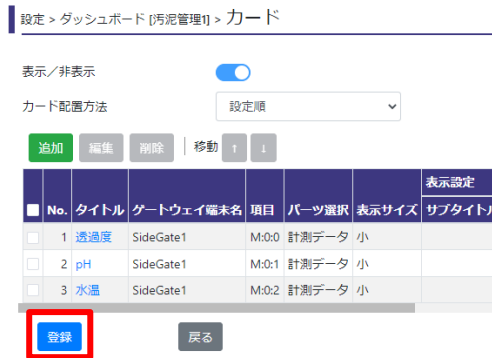 設定 > ダッシュボード [汚泥管理1] > カード
表示／非表示
カード配置方法 設定順
追加 編集 削除 移動 ↑ ↓
表示設定
No. タイトル ゲートウェイ端末名 項目 パーツ選択 表示サイズ サブタイトル
1 透過度 SideGate1 M:0:0 計測データ 小
2 pH SideGate1 M:0:1 計測データ 小
3 水温 SideGate1 M:0:2 計測データ 小
登録 戻る